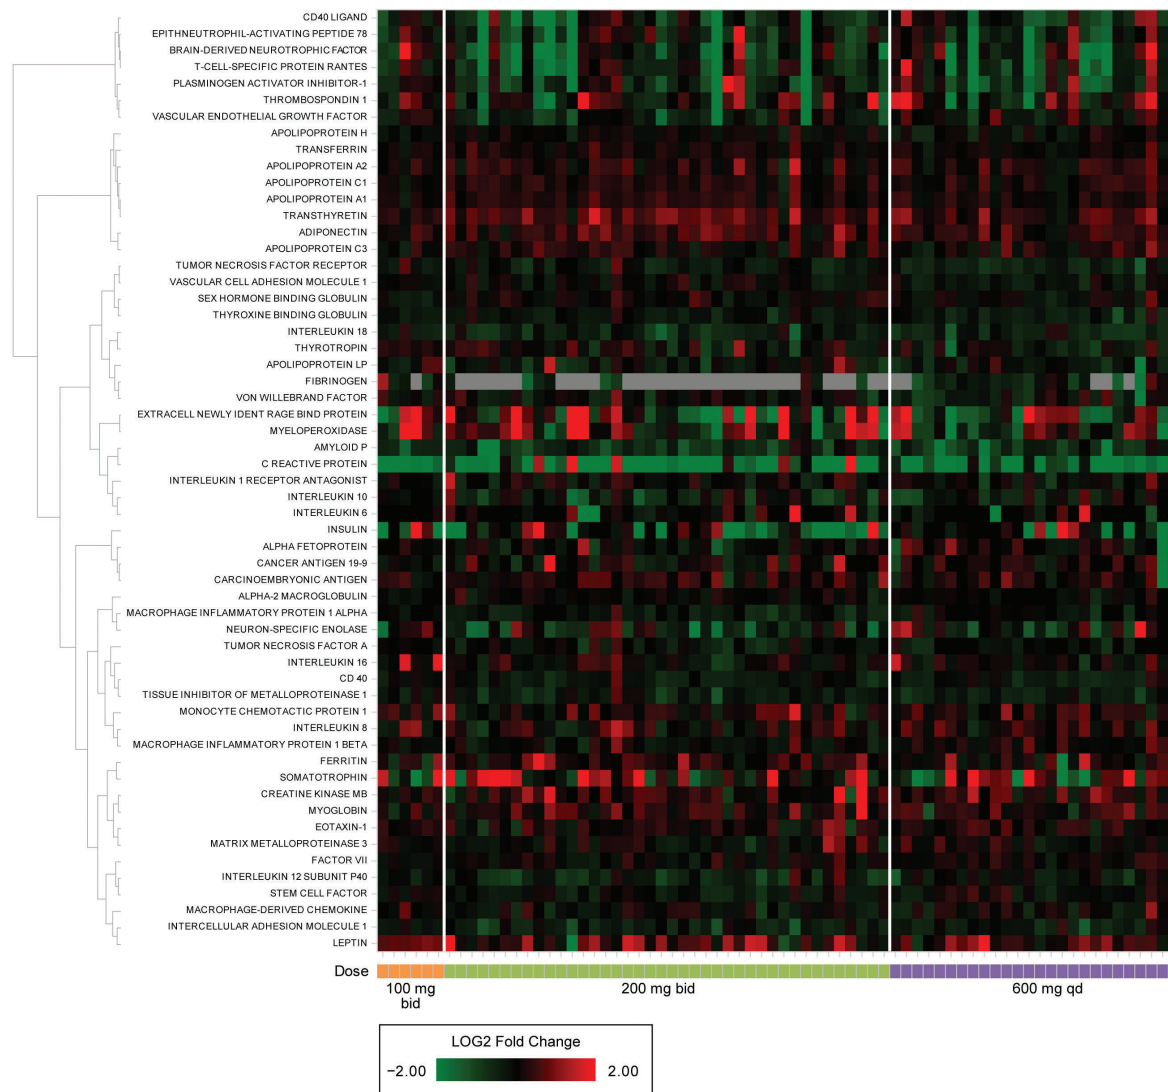 CD40 LIGAND
EPITHNEUTROPHIL-ACTIVATING PEPTIDE 78
BRAIN-DERIVED NEUROTROPHIC FACTOR
T-CELL-SPECIFIC PROTEIN RANTES
PLASMINOGEN ACTIVATOR INHIBITOR-1
THROMBOSPONDIN 1
VASCULAR ENDOTHELIAL GROWTH FACTOR
APOLIPOPROTEIN H
TRANSFERRIN
APOLIPOPROTEIN A2
APOLIPOPROTEIN C1
APOLIPOPROTEIN A1
TRANSTHYRETIN
ADIPONECTIN
APOLIPOPROTEIN C3
TUMOR NECROSIS FACTOR RECEPTOR
VASCULAR CELL ADHESION MOLECULE 1
SEX HORMONE BINDING GLOBULIN
THYROXINE BINDING GLOBULIN
INTERLEUKIN 18
THYROTROPIN
APOLIPOPROTEIN LP
FIBRINOGEN
VON WILLEBRAND FACTOR
EXTRACELL NEWLY IDENT RAGE BIND PROTEIN
MYELOPEROXIDASE
AMYLOID P
C REACTIVE PROTEIN
INTERLEUKIN 1 RECEPTOR ANTAGONIST
INTERLEUKIN 10
INTERLEUKIN 6
INSULIN
ALPHA FETOPROTEIN
CANCER ANTIGEN 19-9
CARCINOEMBRYONIC ANTIGEN
ALPHA-2 MACROGLOBULIN
MACROPHAGE INFLAMMATORY PROTEIN 1 ALPHA
NEURON-SPECIFIC ENOLASE
TUMOR NECROSIS FACTOR A
INTERLEUKIN 16
CD 40
TISSUE INHIBITOR OF METALLOPROTEINASE 1
MONOCYTE CHEMOTACTIC PROTEIN 1
INTERLEUKIN 8
MACROPHAGE INFLAMMATORY PROTEIN 1 BETA
FERRITIN
SOMATOTROPHIN
CREATINE KINASE MB
MYOGLOBIN
EOTAXIN-1
MATRIX METALLOPROTEINASE 3
FACTOR VII
INTERLEUKIN 12 SUBUNIT P40
STEM CELL FACTOR
MACROPHAGE-DERIVED CHEMOKINE
INTERCELLULAR ADHESION MOLECULE 1
LEPTIN
Dose
100 mg
bid
200 mg bid
600 mg qd
LOG2 Fold Change
−2.00
2.00